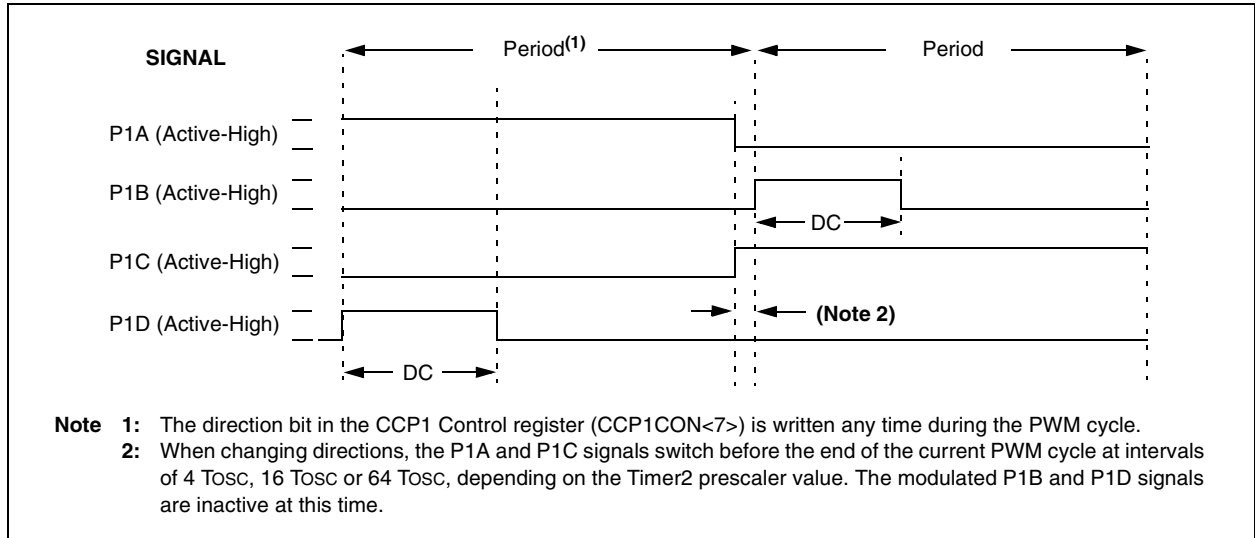 SIGNAL
Period(1)
Period
P1A (Active-High)
P1B (Active-High)
DC
P1C (Active-High)
P1D (Active-High)
(Note 2)
DC
Note 1: The direction bit in the CCP1 Control register (CCP1CON<7>) is written any time during the PWM cycle.
2: When changing directions, the P1A and P1C signals switch before the end of the current PWM cycle at intervals
of 4 TOSC, 16 TOSC or 64 TOSC, depending on the Timer2 prescaler value. The modulated P1B and P1D signals
are inactive at this time.